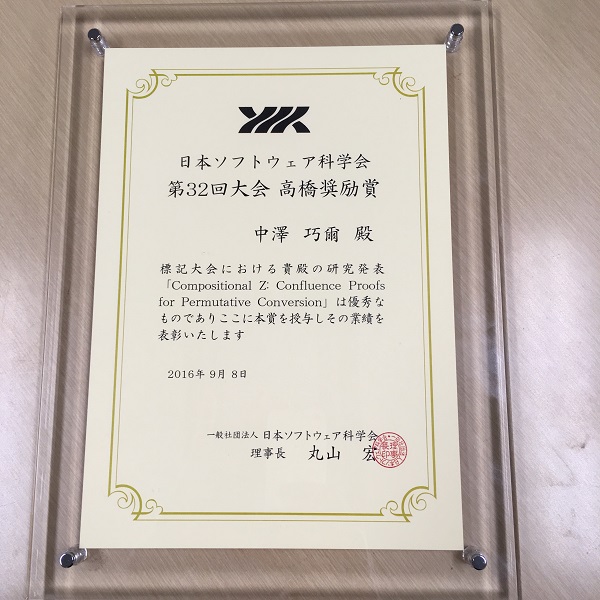 日本ソフトウェア科学会
第32回大会 高橋奨励賞
中澤 巧爾 殿
標記大会における貴殿の研究発表
「Compositional Z: Confluence Proofs
for Permutative Conversion」は優秀な
ものでありここに本賞を授与しその業績を
表彰いたします
2016年 9月 8日
一般社団法人 日本ソフトウェア科学会
理事長 丸山 宏